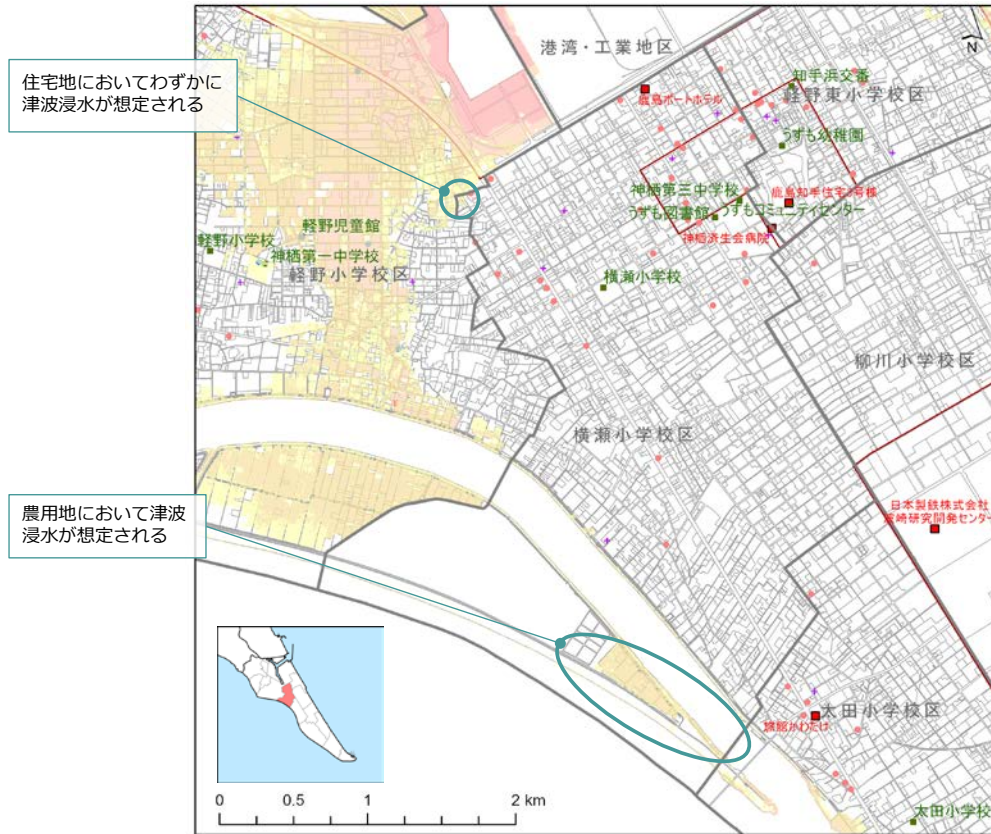 住宅地においてわずかに
津波浸水が想定される
農用地において津波
浸水が想定される
港湾・工業地区
N
知手浜交番
軽野東小学校区
鹿島ポートホテル
うずも幼稚園
神栖第三中学校
鹿島知手住宅2号棟
うずも図書館
うずもコミュニティセンター
神栖済生会病院
軽野児童館
軽野小学校
神栖第一中学校
軽野小学校区
横瀬小学校
柳川小学校区
横瀬小学校区
日本製鉄株式会社
波崎研究開発センター
太田小学校区
旅館かわたけ
太田小学校
0 0.5 1 2 km